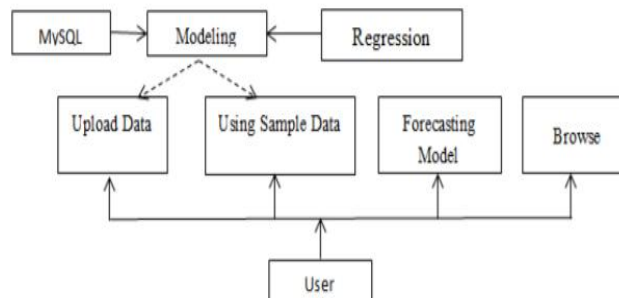 MySQL
Modeling
Regression
Upload Data
Using Sample Data
Forecasting
Model
Browse
User